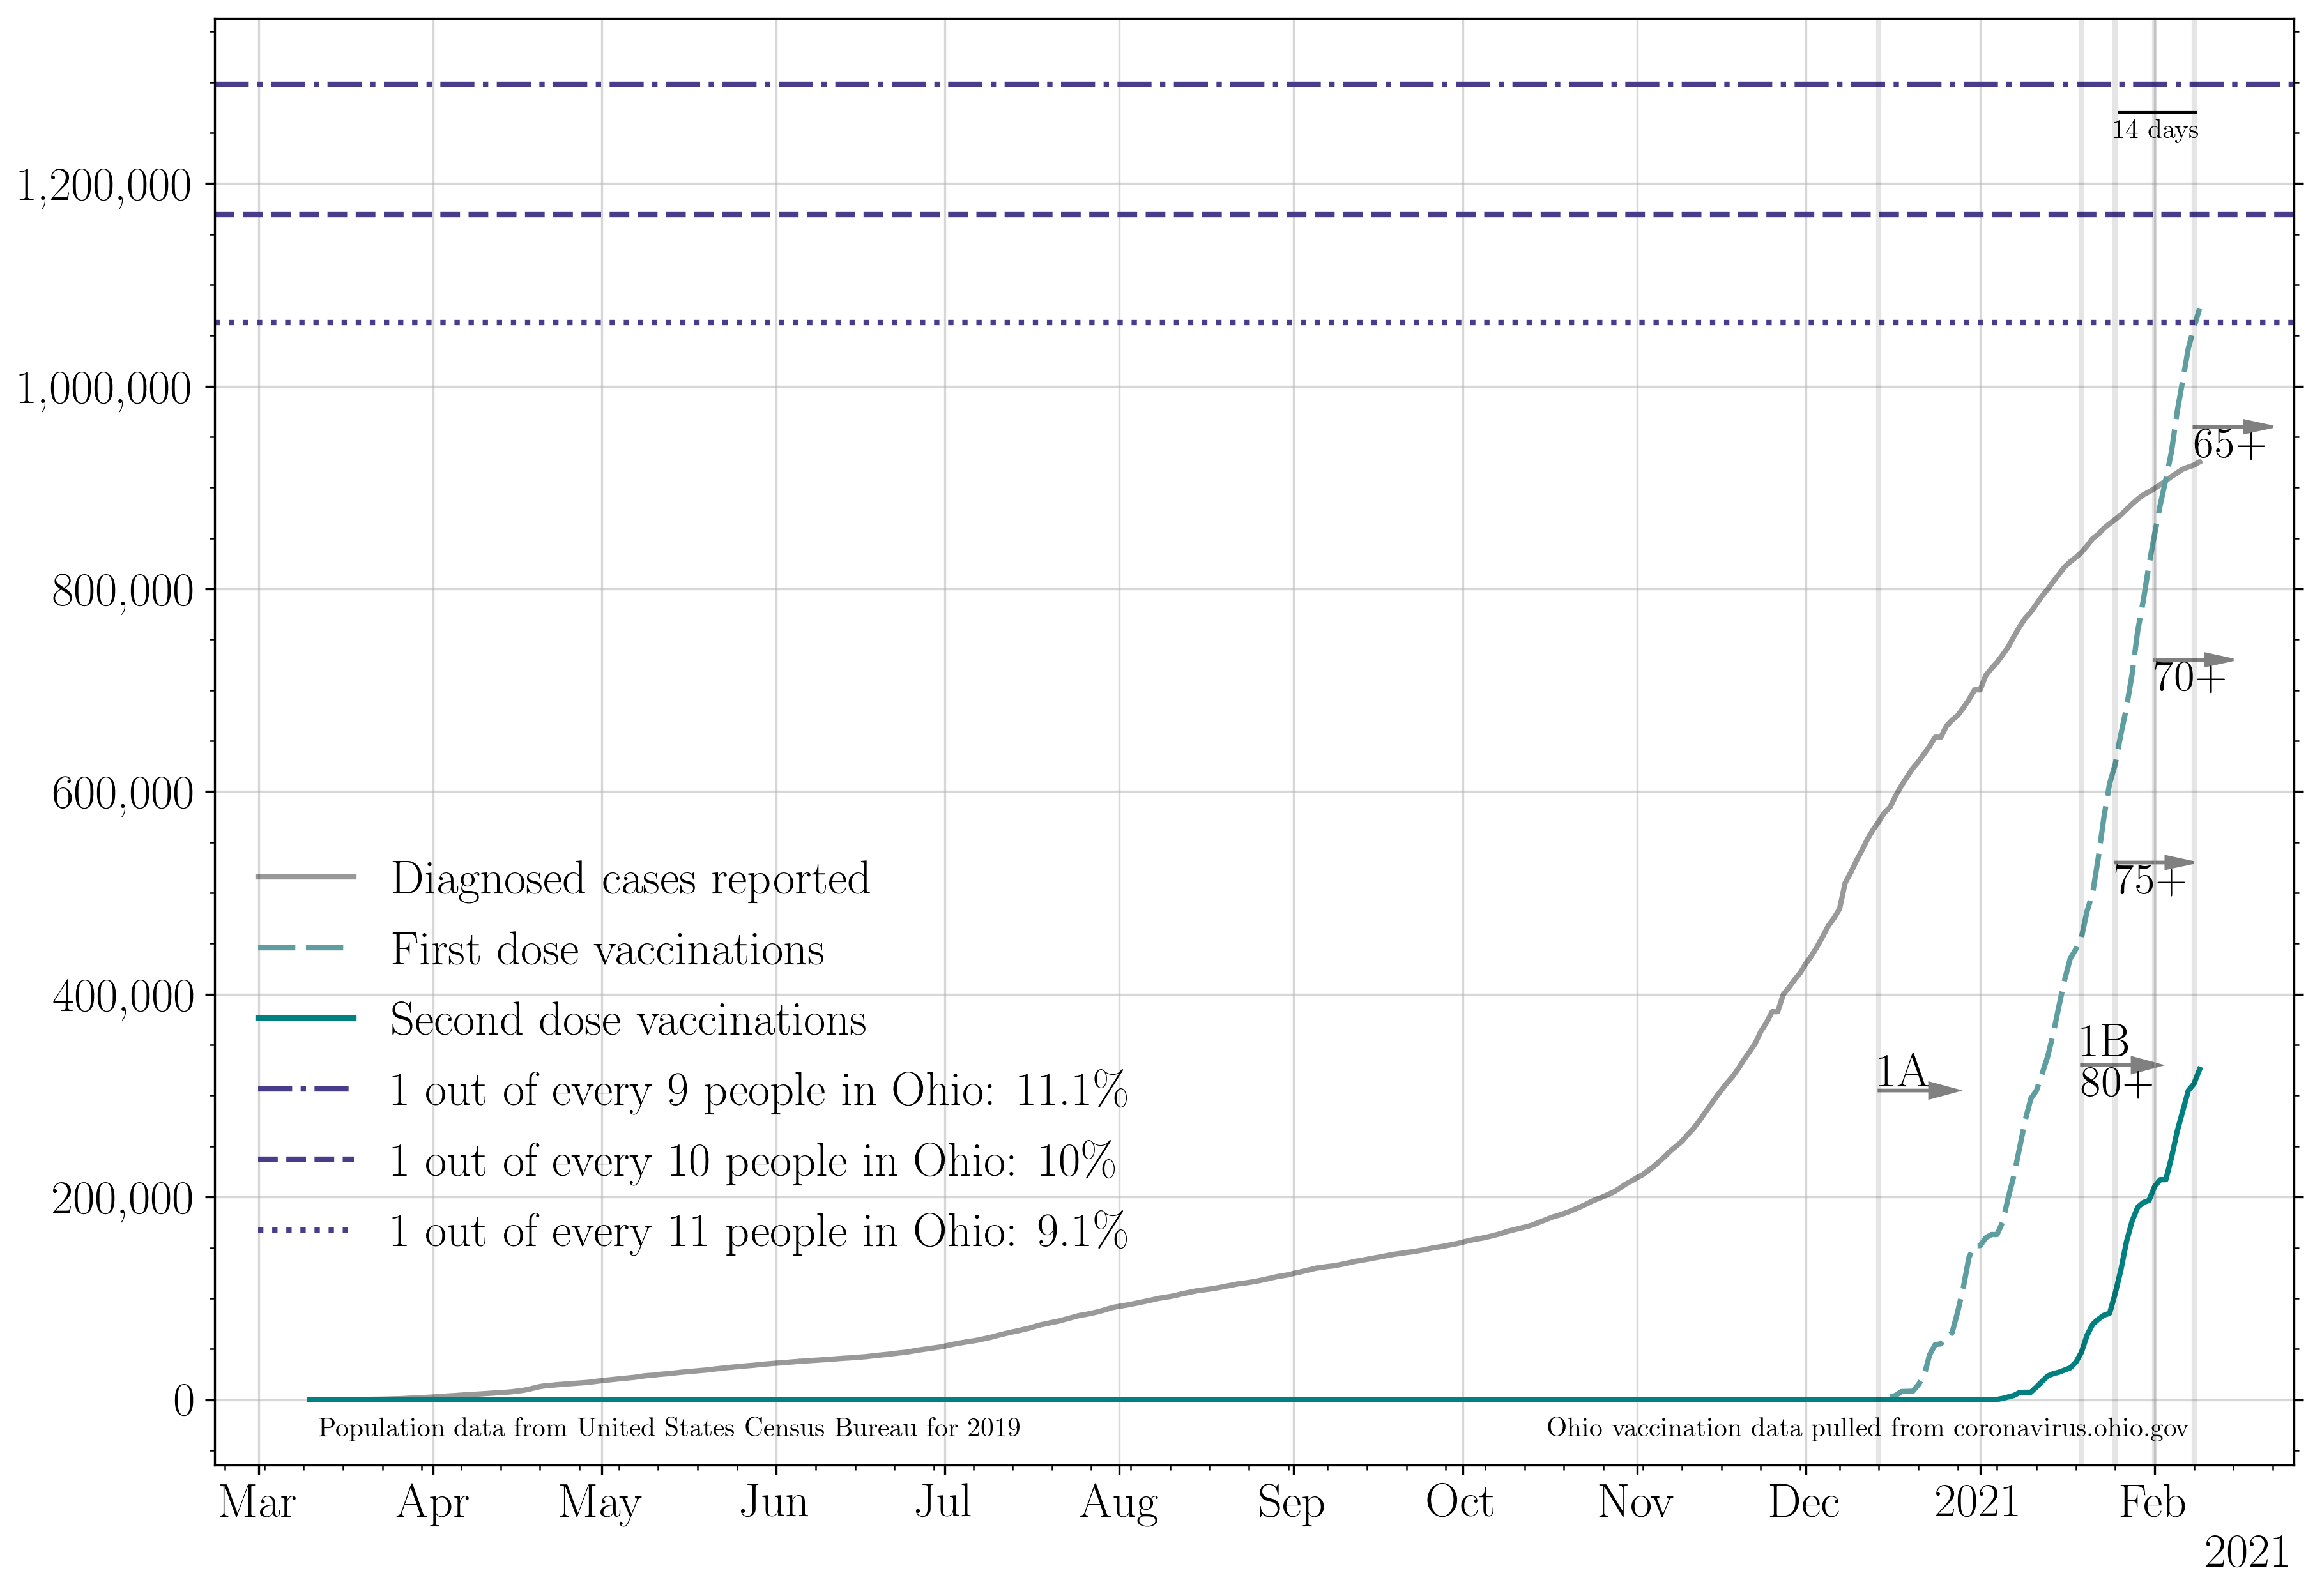 14 days
1,200,000
1,000,000
65+
800,000
70+
600,000
75+
Diagnosed cases reported
First dose vaccinations
400,000
Second dose vaccinations
1B
1A
80+
1 out of every 9 people in Ohio: 11.1%
1 out of every 10 people in Ohio: 10%
200,000
1 out of every 11 people in Ohio: 9.1%
0
Population data from United States Census Bureau for 2019
Ohio vaccination data pulled from coronavirus.ohio.gov
Mar Apr May Jun Jul Aug Sep Oct Nov Dec 2021 Feb
2021